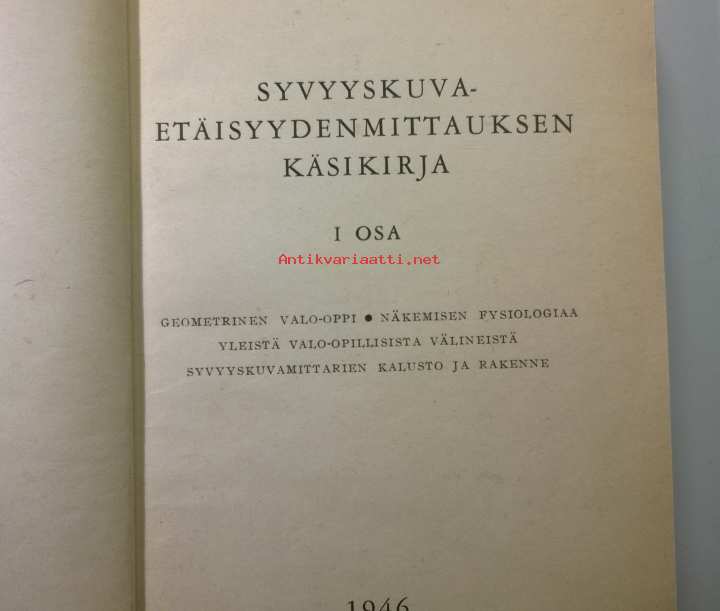 SYVYYSKUVA-
ETÄISYYDENMITTAUKSEN
KÄSIKIRJA
I OSA
Antikvariaatti.net
GEOMETRINEN VALO-OPPI ● NÄKEMISEN FYSIOLOGIAA
YLEISTÄ VALO-OPILLISISTA VÄLINEISTÄ
SYVYYSKUVAMITTARIEN KALUSTO JA RAKENNE
1946